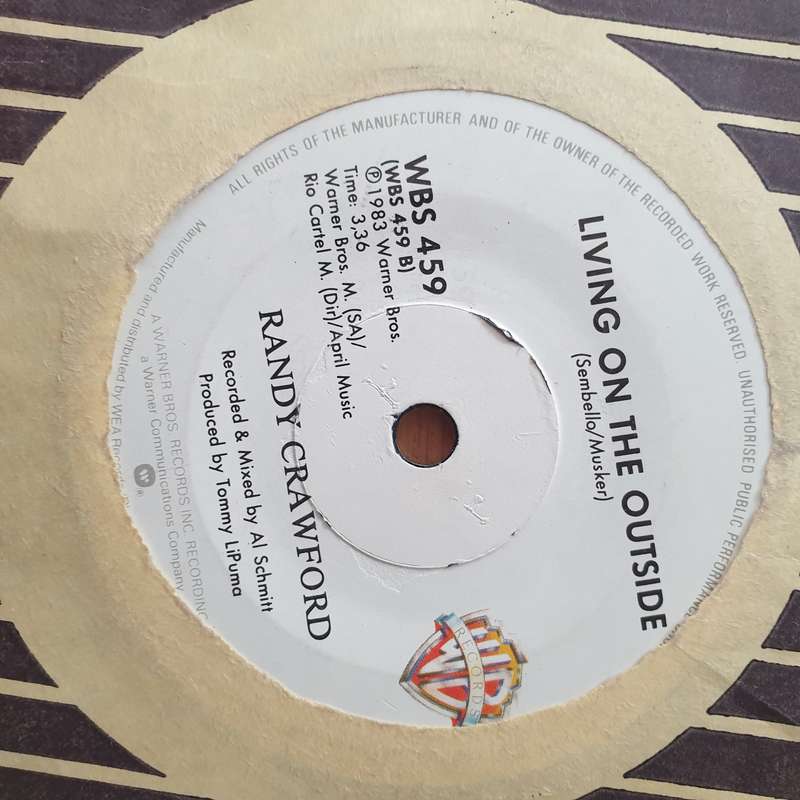 ALL RIGHTS OF THE MANUFACTURER AND OF THE OWNER OF THE RECORDED WORK RESERVED. UNAUTHORISED PUBLIC
LIVING ON THE OUTSIDE
(Sembello/Musker)
WBS 459
(WBS 459 B)
℗ 1983 Warner Bros.
Time: 3,36
Warner Bros. M. (SA)/
Rio Cartel M. (Dir)/April Music
RECORDS
RANDY CRAWFORD
Recorded & Mixed by Al Schmitt
Produced by Tommy LiPuma
A WARNER BROS. RECORDS INC. RECORDING
a Warner Communications Company
Manufactured and distributed by WEA